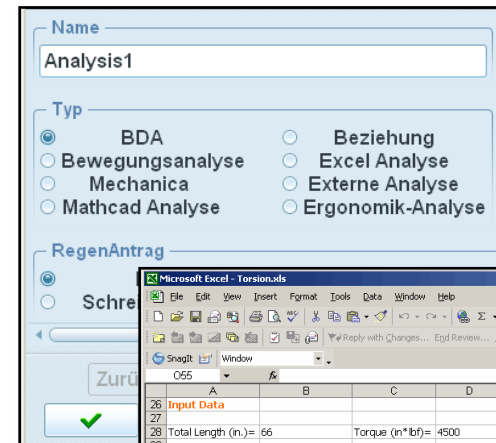 Name
Analysis1
Typ
BDA Beziehung
Bewegungsanalyse Excel Analyse
Mechanica Externe Analyse
Mathcad Analyse Ergonomik-Analyse
RegenAntrag
Microsoft Excel - Torsion.xls
File Edit View Insert Format Tools Data Window Help
Reply with Changes... End Review...
SnagIt Window
O55 fx
A B C D
26 Input Data
27
28 Total Length (in.)= 66 Torque (in*lbf)= 4500